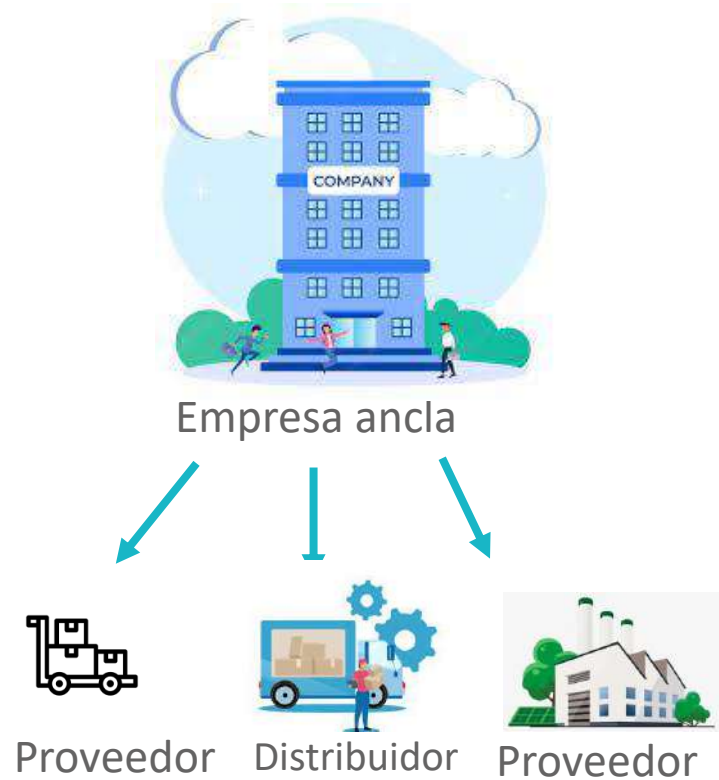 COMPANY
Empresa ancla
Proveedor
Distribuidor
Proveedor